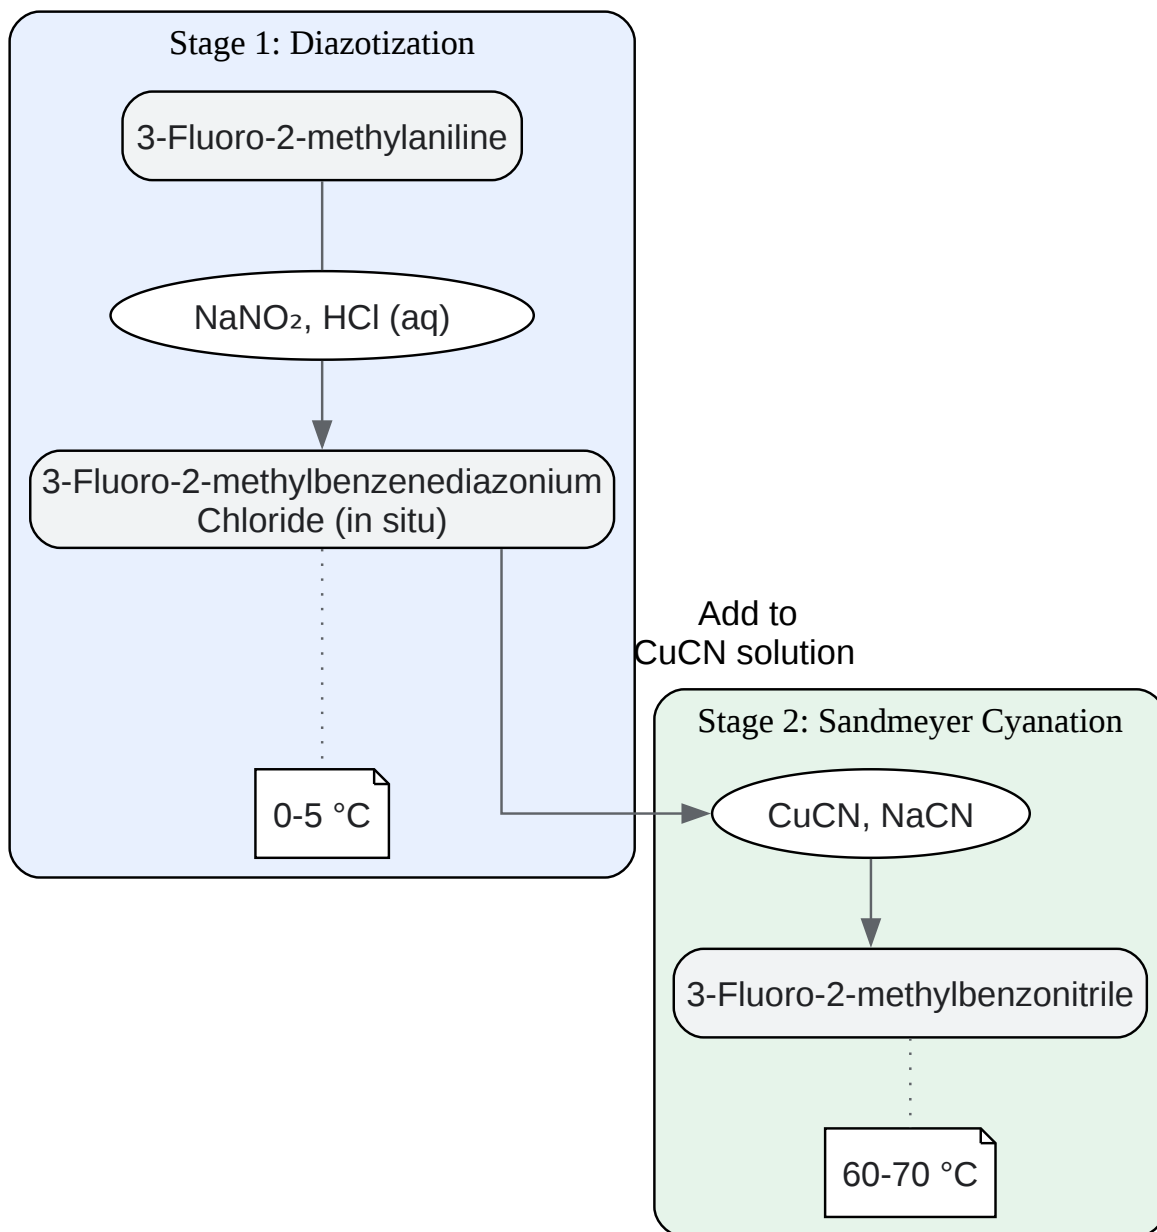 Stage 1: Diazotization
3-Fluoro-2-methylaniline
NaNO₂, HCl (aq)
3-Fluoro-2-methylbenzenediazonium
Chloride (in situ)
0-5 °C
Add to
CuCN solution
Stage 2: Sandmeyer Cyanation
CuCN, NaCN
3-Fluoro-2-methylbenzonitrile
60-70 °C